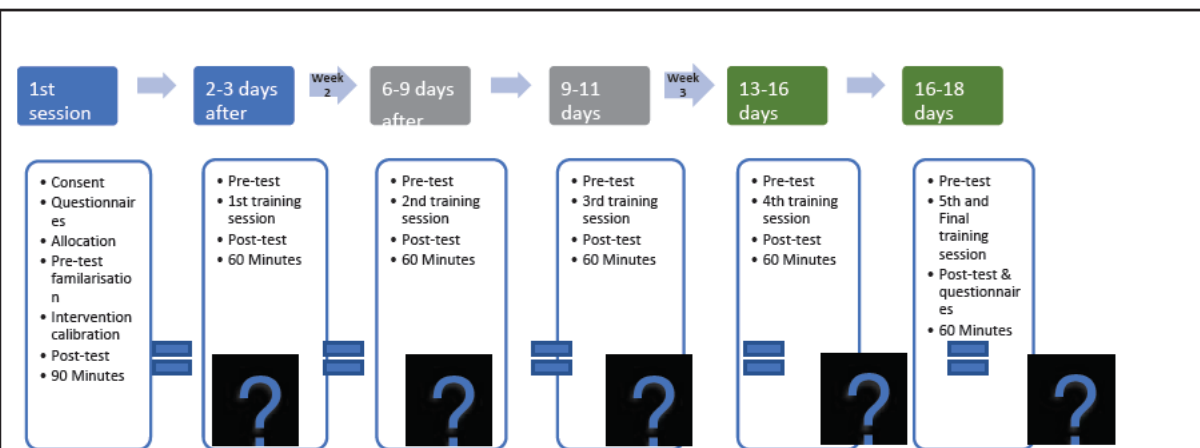 1st
session
2-3 days
after
Week
2
6-9 days
after
9-11
days
Week
3
13-16
days
16-18
days
• Consent
• Questionnair
es
• Allocation
• Pre-test
familarisatio
n
• Intervention
calibration
• Post-test
• 90 Minutes
• Pre-test
• 1st training
session
• Post-test
• 60 Minutes
• Pre-test
• 2nd training
session
• Post-test
• 60 Minutes
• Pre-test
• 3rd training
session
• Post-test
• 60 Minutes
• Pre-test
• 4th training
session
• Post-test
• 60 Minutes
• Pre-test
• 5th and
Final
training
session
• Post-test &
questionnair
es
• 60 Minutes
?
?
?
?
?